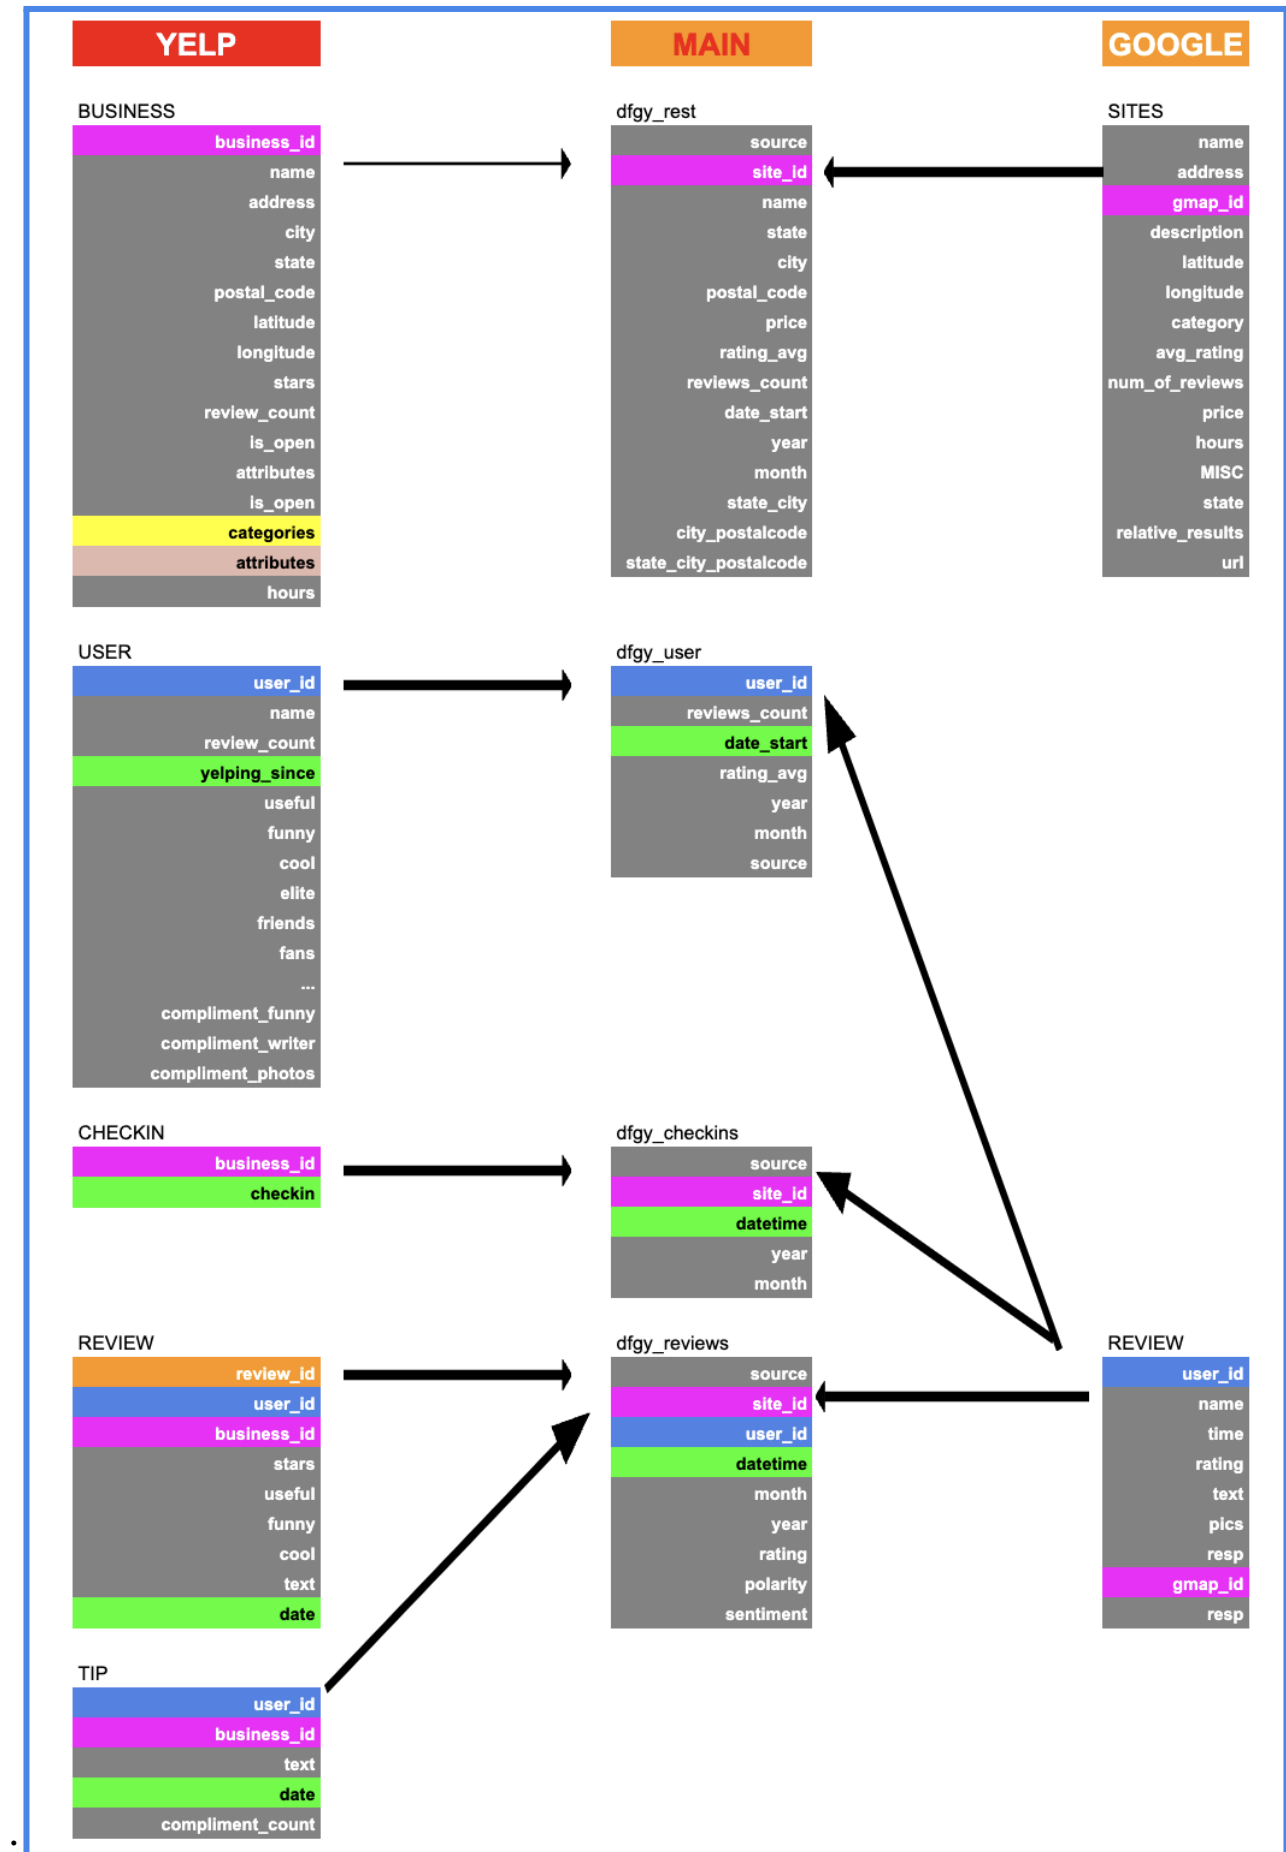 YELP
MAIN
GOOGLE
BUSINESS
business_id
name
address
city
state
postal_code
latitude
longitude
stars
review_count
is_open
attributes
is_open
categories
attributes
hours
dfgy_rest
source
site_id
name
state
city
postal_code
price
rating_avg
reviews_count
date_start
year
month
state_city
city_postalcode
state_city_postalcode
SITES
name
address
gmap_id
description
latitude
longitude
category
avg_rating
num_of_reviews
price
hours
MISC
state
relative_results
url
USER
user_id
name
review_count
yelping_since
useful
funny
cool
elite
friends
fans
...
compliment_funny
compliment_writer
compliment_photos
dfgy_user
user_id
reviews_count
date_start
rating_avg
year
month
source
CHECKIN
business_id
checkin
dfgy_checkins
source
site_id
datetime
year
month
REVIEW
review_id
user_id
business_id
stars
useful
funny
cool
text
date
dfgy_reviews
source
site_id
user_id
datetime
month
year
rating
polarity
sentiment
REVIEW
user_id
name
time
rating
text
pics
resp
gmap_id
resp
TIP
user_id
business_id
text
date
compliment_count